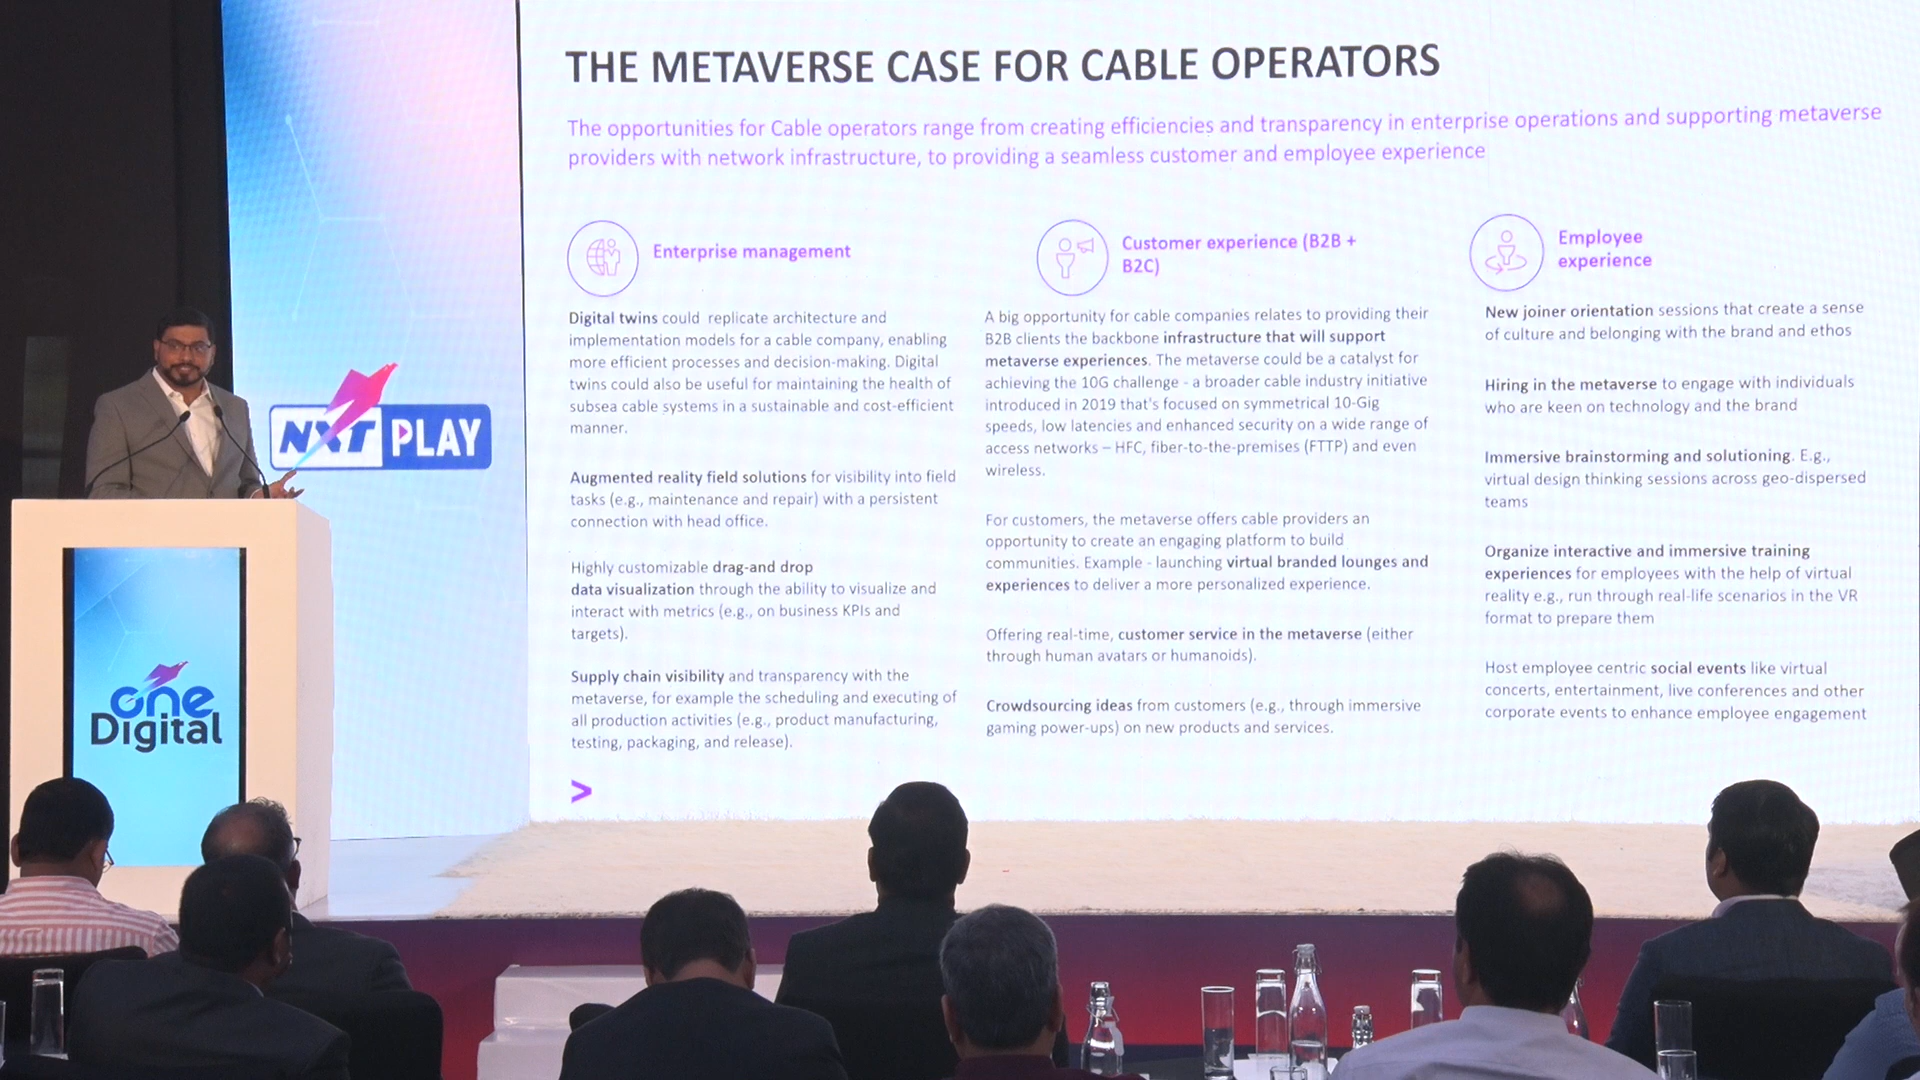 THE METAVERSE CASE FOR CABLE OPERATORS
The opportunities for Cable operators range from creating efficiencies and transparency in enterprise operations and supporting metaverse
providers with network infrastructure, to providing a seamless customer and employee experience
Enterprise management
Digital twins could replicate architecture and
implementation models for a cable company, enabling
more efficient processes and decision-making. Digital
twins could also be useful for maintaining the health of
subsea cable systems in a sustainable and cost-efficient
manner.
Augmented reality field solutions for visibility into field
tasks (e.g., maintenance and repair) with a persistent
connection with head office.
Highly customizable drag-and drop
data visualization through the ability to visualize and
interact with metrics (e.g., on business KPIs and
targets).
Supply chain visibility and transparency with the
metaverse, for example the scheduling and executing of
all production activities (e.g., product manufacturing,
testing, packaging, and release).
>
Customer experience (B2B +
B2C)
A big opportunity for cable companies relates to providing their
B2B clients the backbone infrastructure that will support
metaverse experiences. The metaverse could be a catalyst for
achieving the 10G challenge - a broader cable industry initiative
introduced in 2019 that's focused on symmetrical 10-Gig
speeds, low latencies and enhanced security on a wide range of
access networks – HFC, fiber-to-the-premises (FTTP) and even
wireless.
For customers, the metaverse offers cable providers an
opportunity to create an engaging platform to build
communities. Example - launching virtual branded lounges and
experiences to deliver a more personalized experience.
Offering real-time, customer service in the metaverse (either
through human avatars or humanoids).
Crowdsourcing ideas from customers (e.g., through immersive
gaming power-ups) on new products and services.
Employee
experience
New joiner orientation sessions that create a sense
of culture and belonging with the brand and ethos
Hiring in the metaverse to engage with individuals
who are keen on technology and the brand
Immersive brainstorming and solutioning. E.g.,
virtual design thinking sessions across geo-dispersed
teams
Organize interactive and immersive training
experiences for employees with the help of virtual
reality e.g., run through real-life scenarios in the VR
format to prepare them
Host employee centric social events like virtual
concerts, entertainment, live conferences and other
corporate events to enhance employee engagement
NXT PLAY
one
Digital